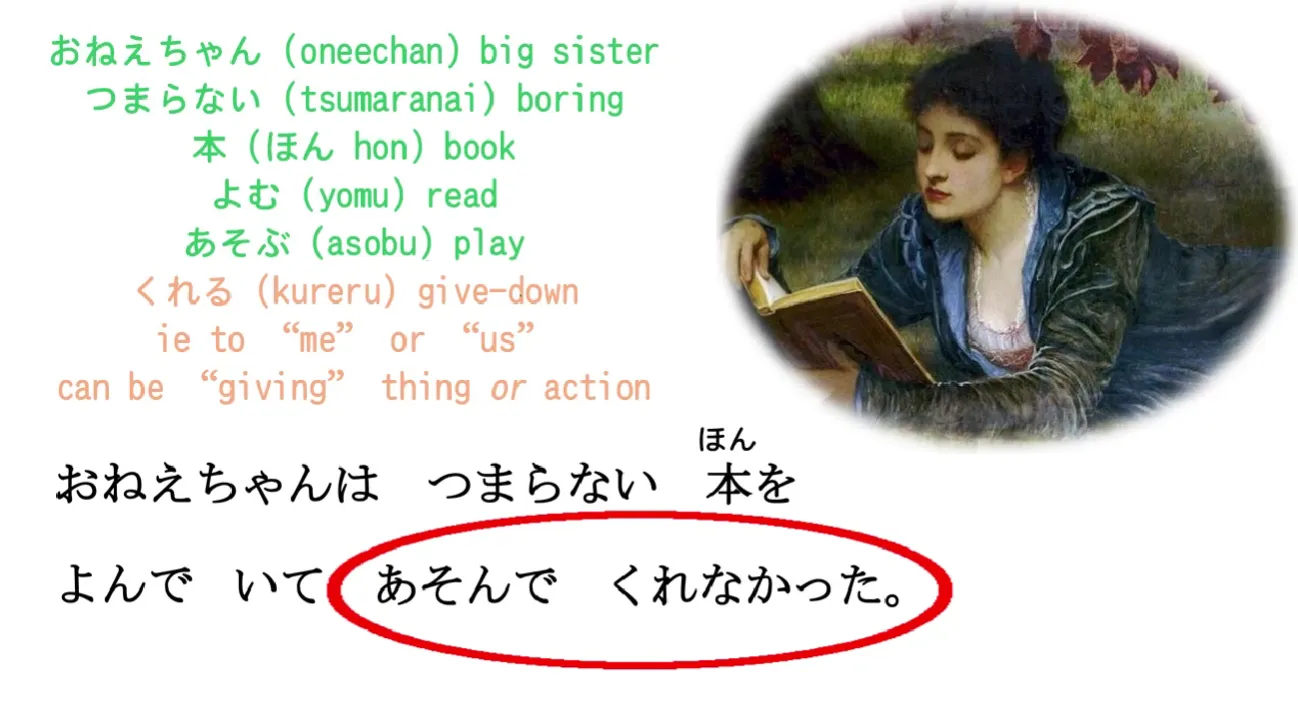 おねえちゃん (oneechan) big sister
つまらない (tsumaranai) boring
本 (ほん hon) book
よむ (yomu) read
あそぶ (asobu) play
くれる (kureru) give-down
ie to “me” or “us”
can be “giving” thing or action
ほん
おねえちゃんは　つまらない　本を
よんで　いて　あそんで　くれなかった。